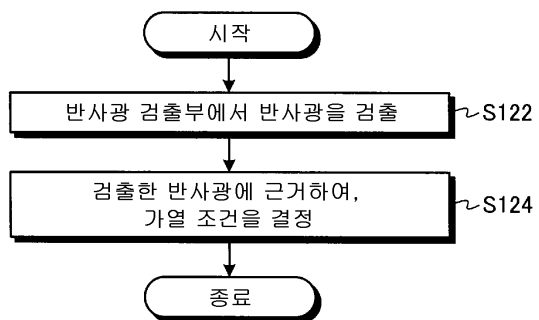 시작
반사광 검출부에서 반사광을 검출
S122
검출한 반사광에 근거하여,
가열 조건을 결정
S124
종료